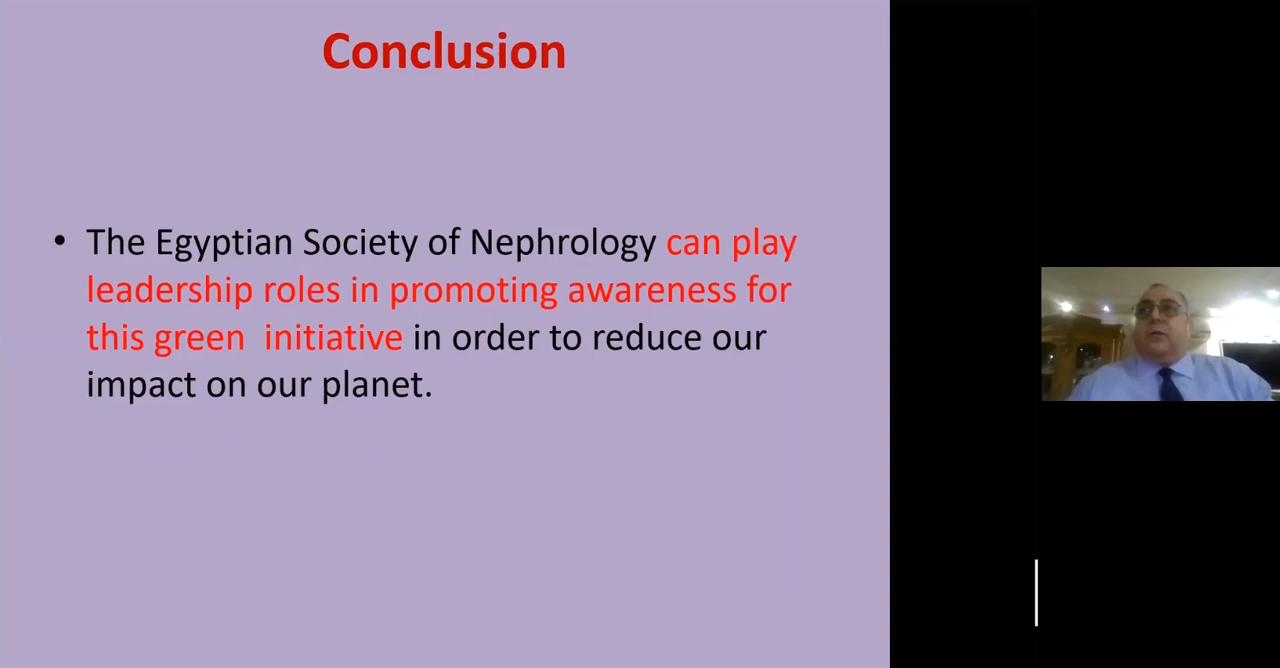 Conclusion
• The Egyptian Society of Nephrology can play
leadership roles in promoting awareness for
this green  initiative in order to reduce our
impact on our planet.